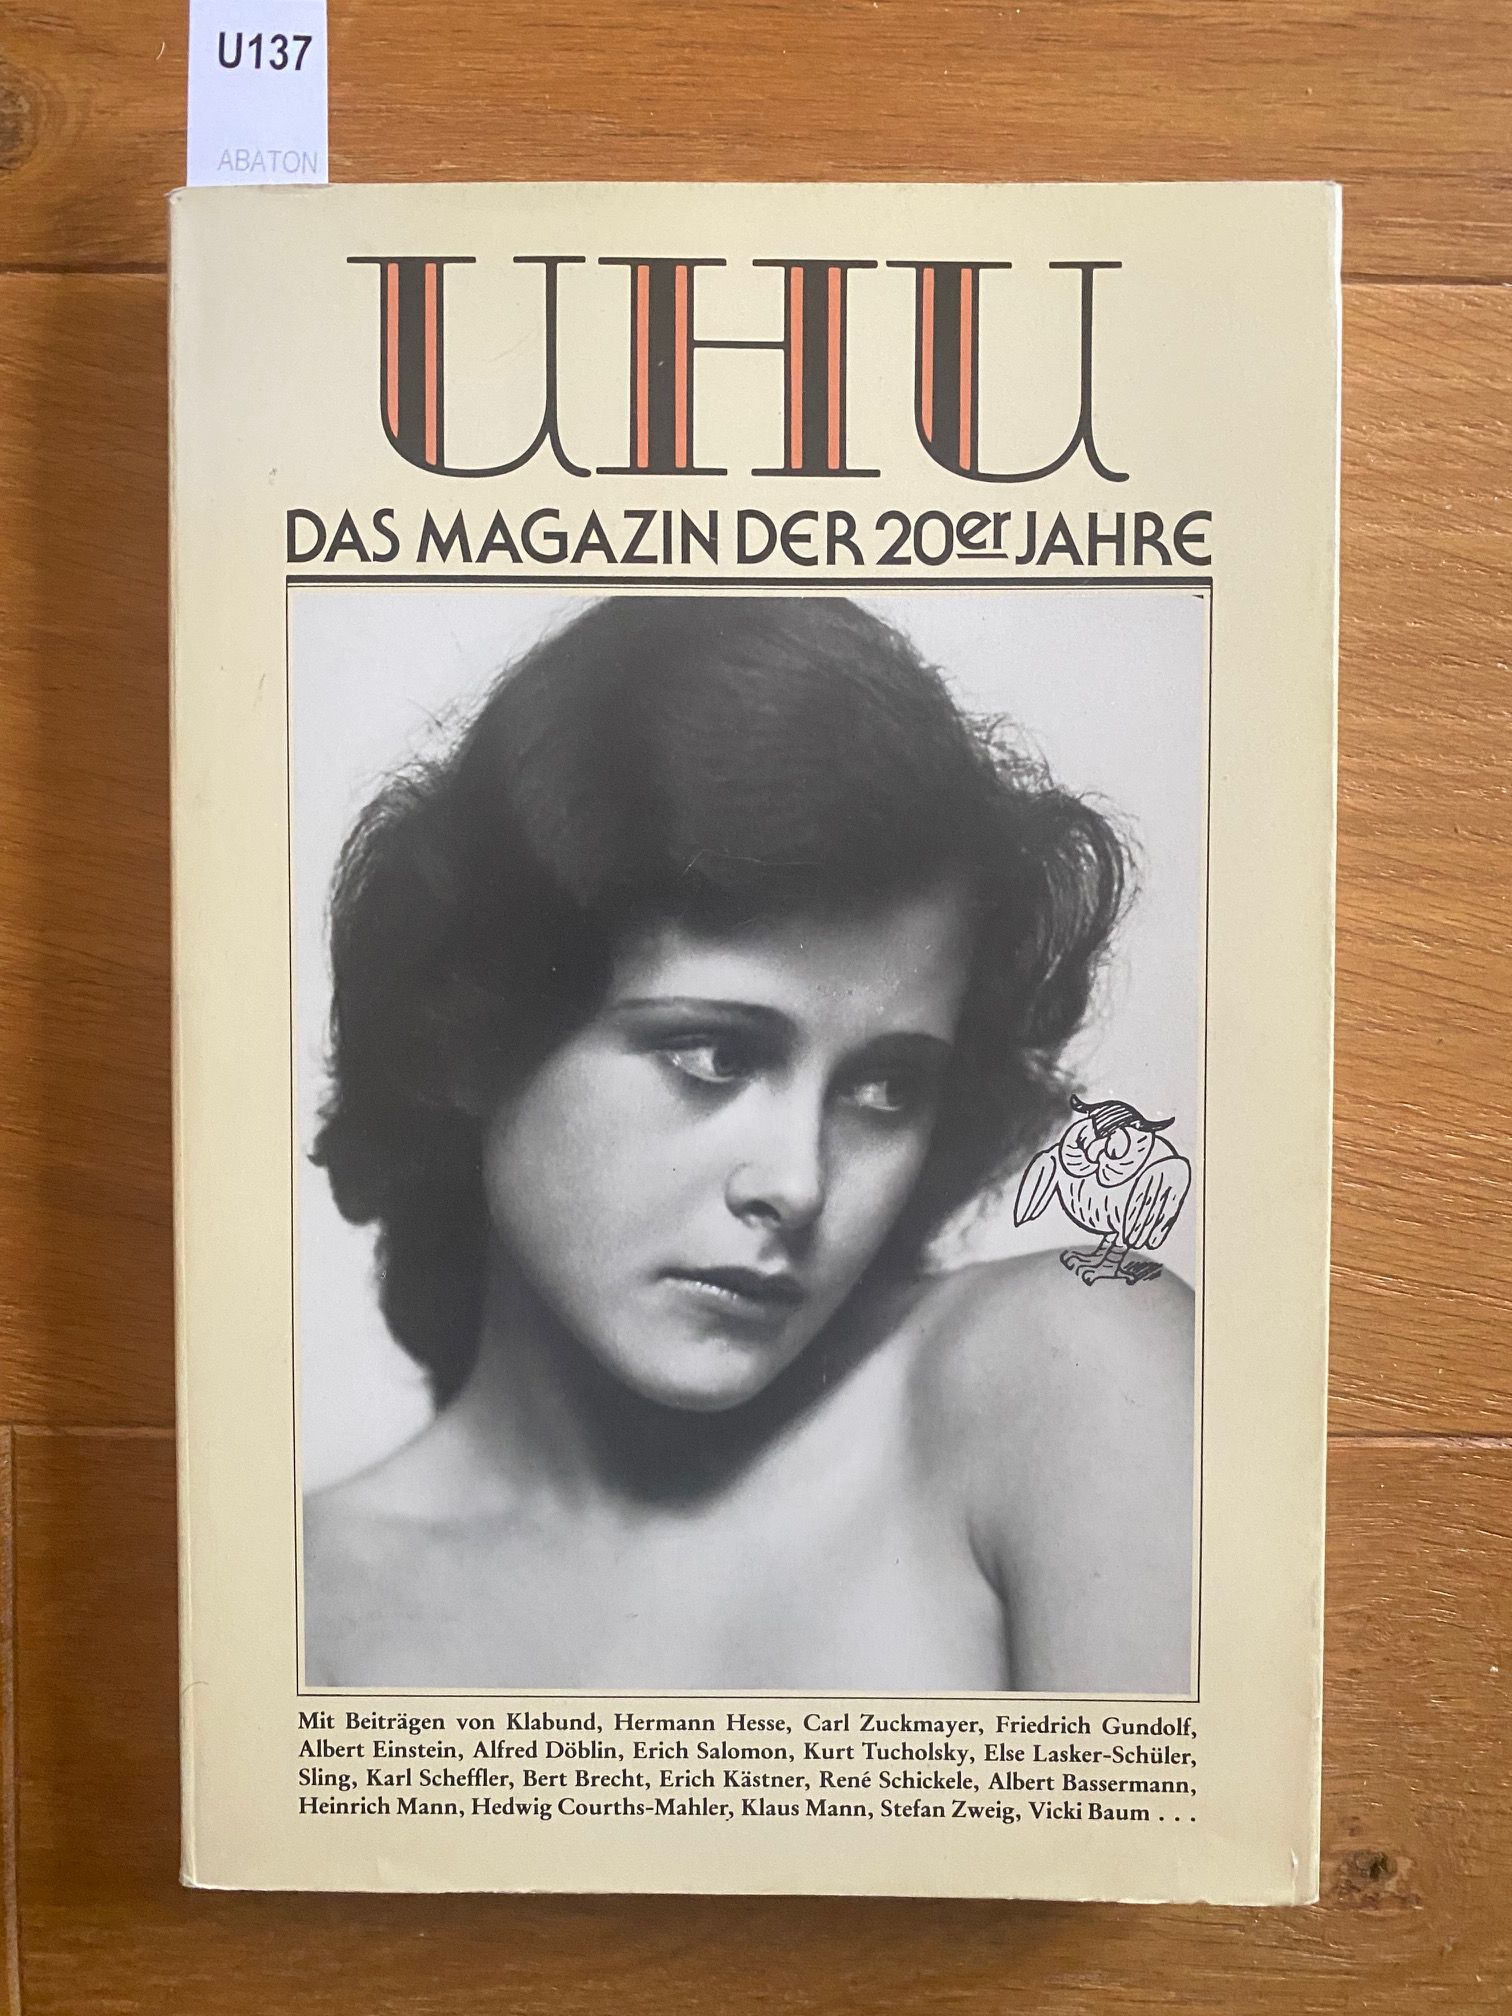 U137
ABATON
UHU
DAS MAGAZIN DER 20er JAHRE
Mit Beiträgen von Klabund, Hermann Hesse, Carl Zuckmayer, Friedrich Gundolf,
Albert Einstein, Alfred Döblin, Erich Salomon, Kurt Tucholsky, Else Lasker-Schüler,
Sling, Karl Scheffler, Bert Brecht, Erich Kästner, René Schickele, Albert Bassermann,
Heinrich Mann, Hedwig Courths-Mahler, Klaus Mann, Stefan Zweig, Vicki Baum . . .